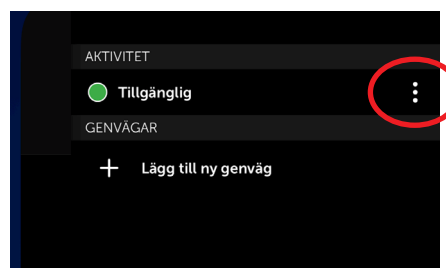 AKTIVITET
Tillgänglig
GENVÄGAR
Lägg till ny genväg